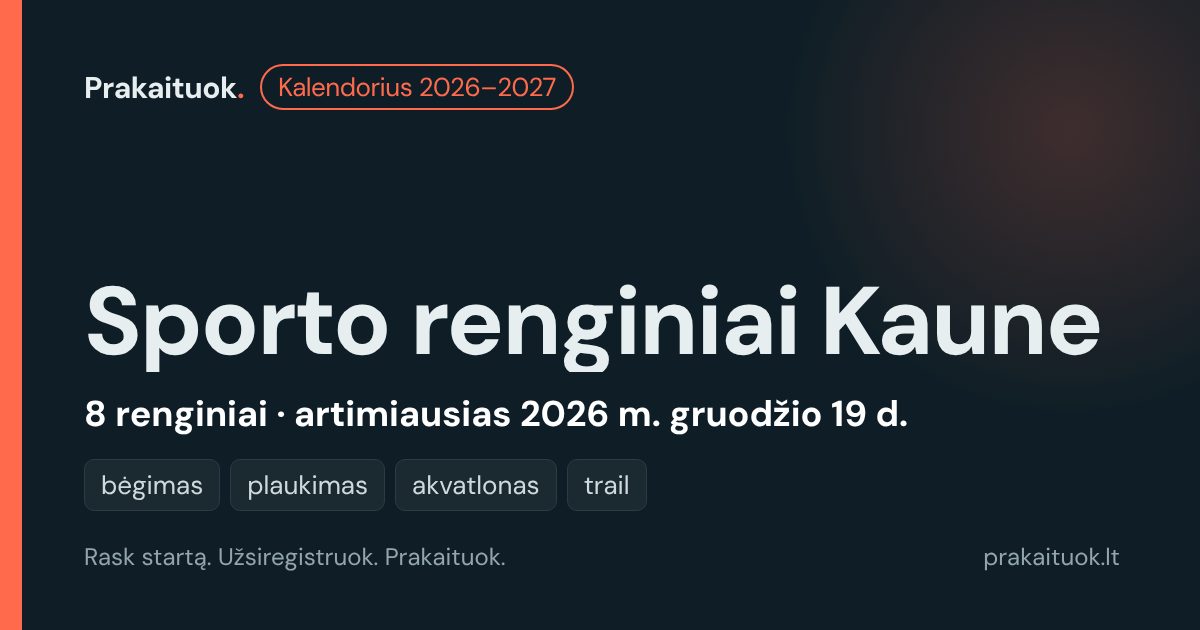 Prakaituok. Kalendorius 2026–2027
Sporto renginiai Kaune
8 renginiai · artimiausias 2026 m. gruodžio 19 d.
bėgimas plaukimas akvatlonas trail
Rask startą. Užsiregistruok. Prakaituok. prakaituok.lt